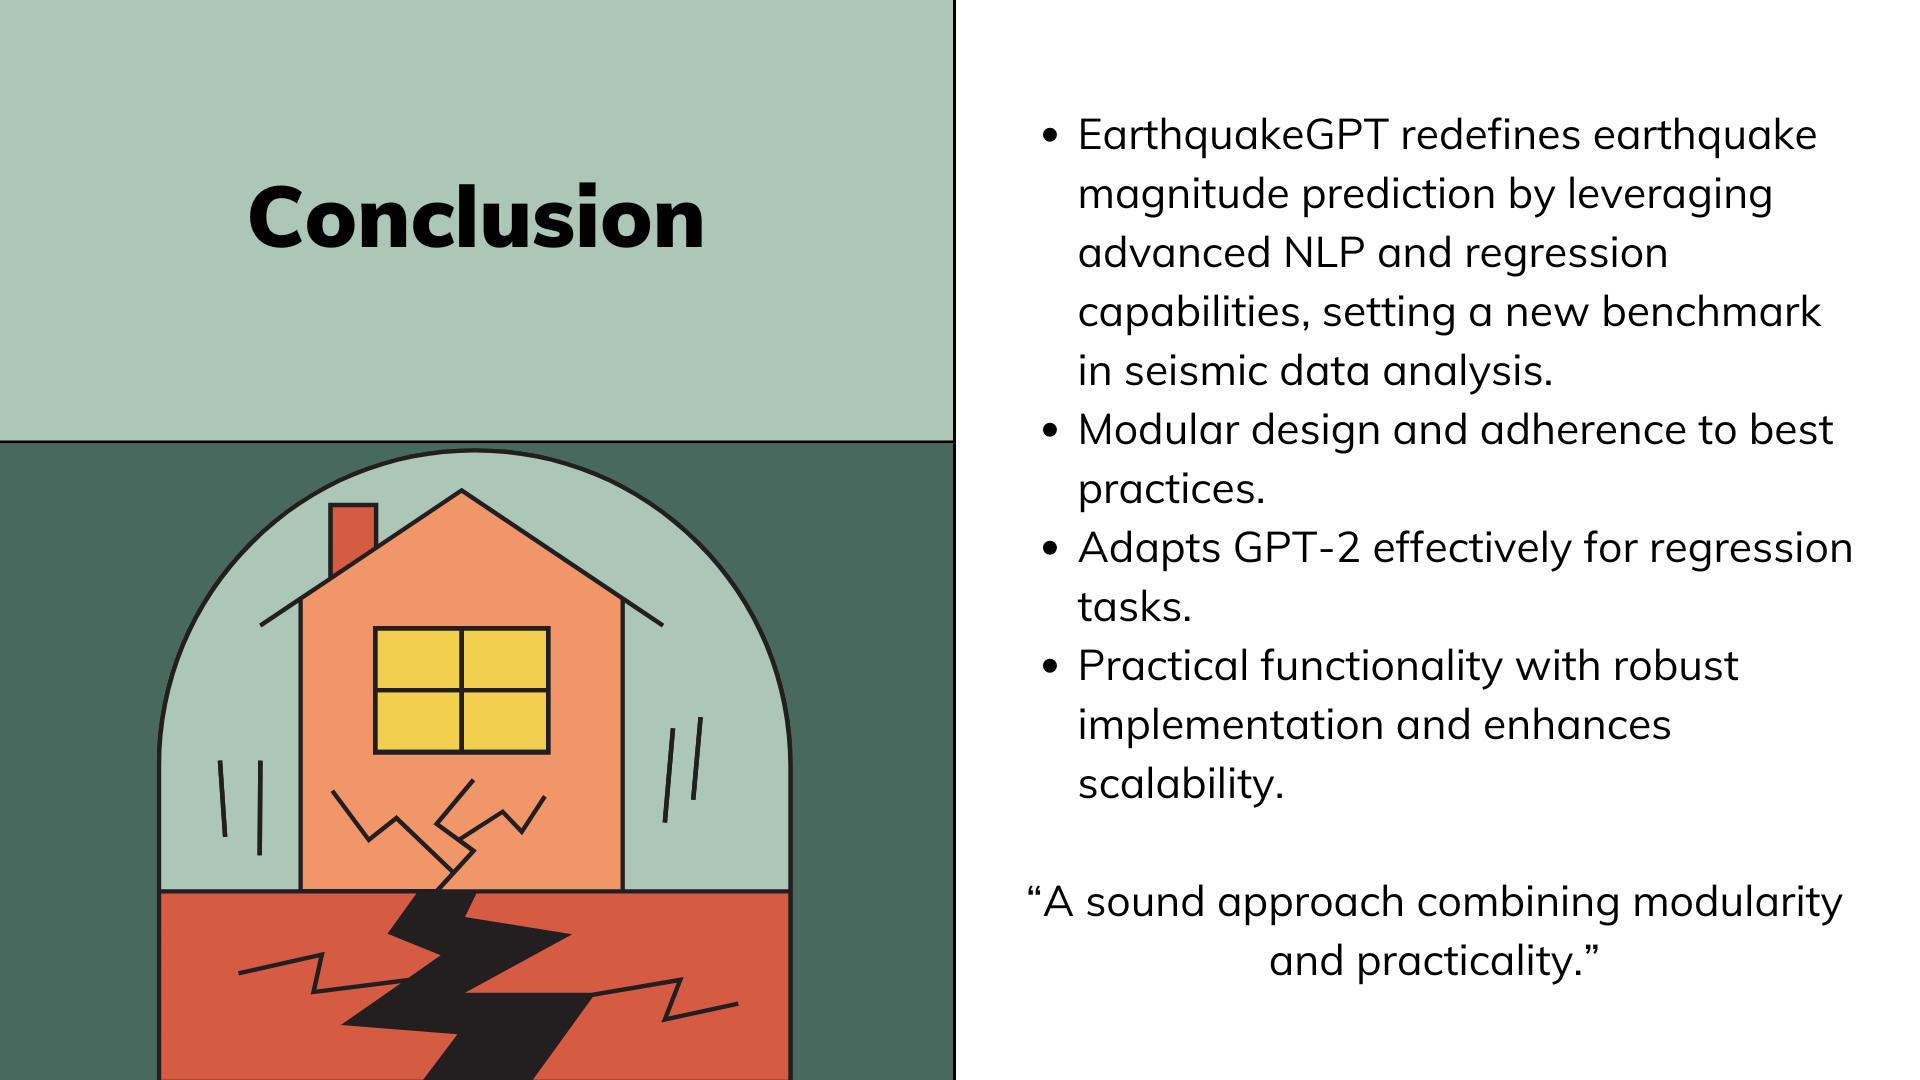 Conclusion
• EarthquakeGPT redefines earthquake
magnitude prediction by leveraging
advanced NLP and regression
capabilities, setting a new benchmark
in seismic data analysis.
• Modular design and adherence to best
practices.
• Adapts GPT-2 effectively for regression
tasks.
• Practical functionality with robust
implementation and enhances
scalability.
“A sound approach combining modularity
and practicality.”